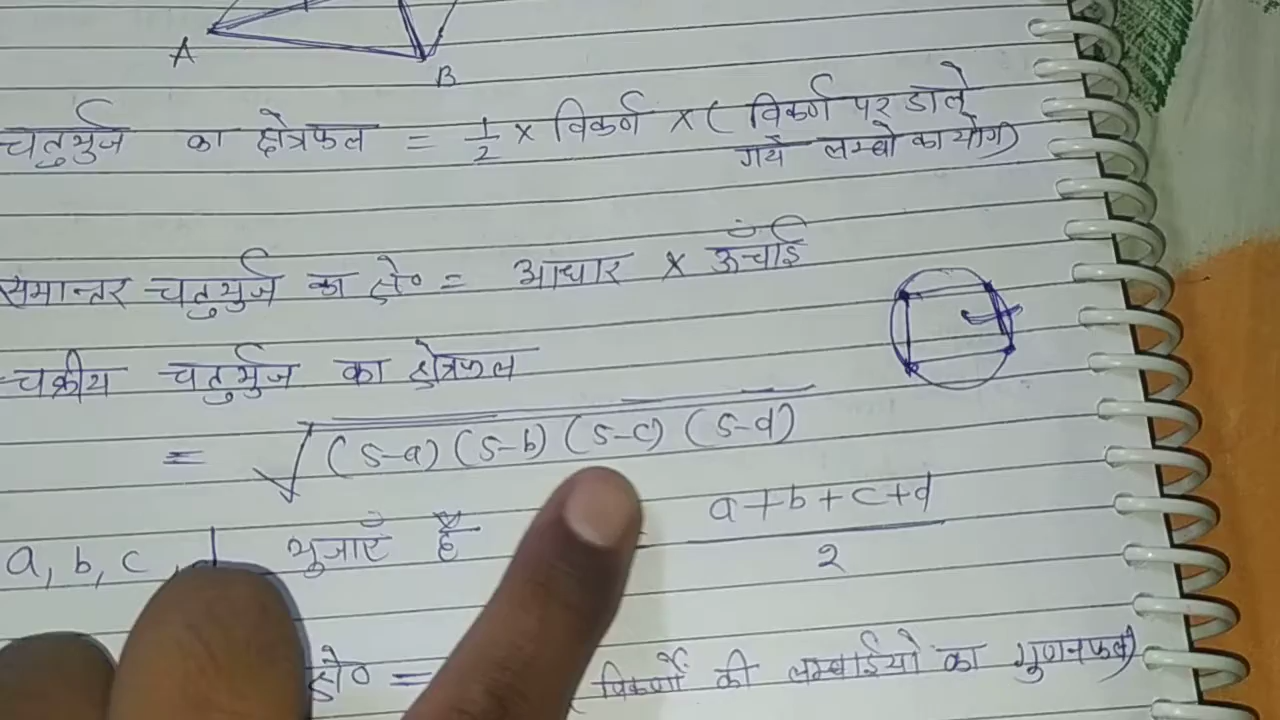 A
B
चतुर्भुज का क्षेत्रफल = 1/2 × विकर्ण × ( विकर्ण पर डाले
गये लम्बो का योग)
समान्तर चतुर्भुज का क्षे० = आधार × ऊँचाई
चक्रीय चतुर्भुज का क्षेत्रफल
= √(s-a) (s-b) (s-c) (s-d)
a, b, c, d भुजाएँ है a+b+c+d / 2
क्षे० = ( विकर्णों की लम्बाईयो का गुणनफल)